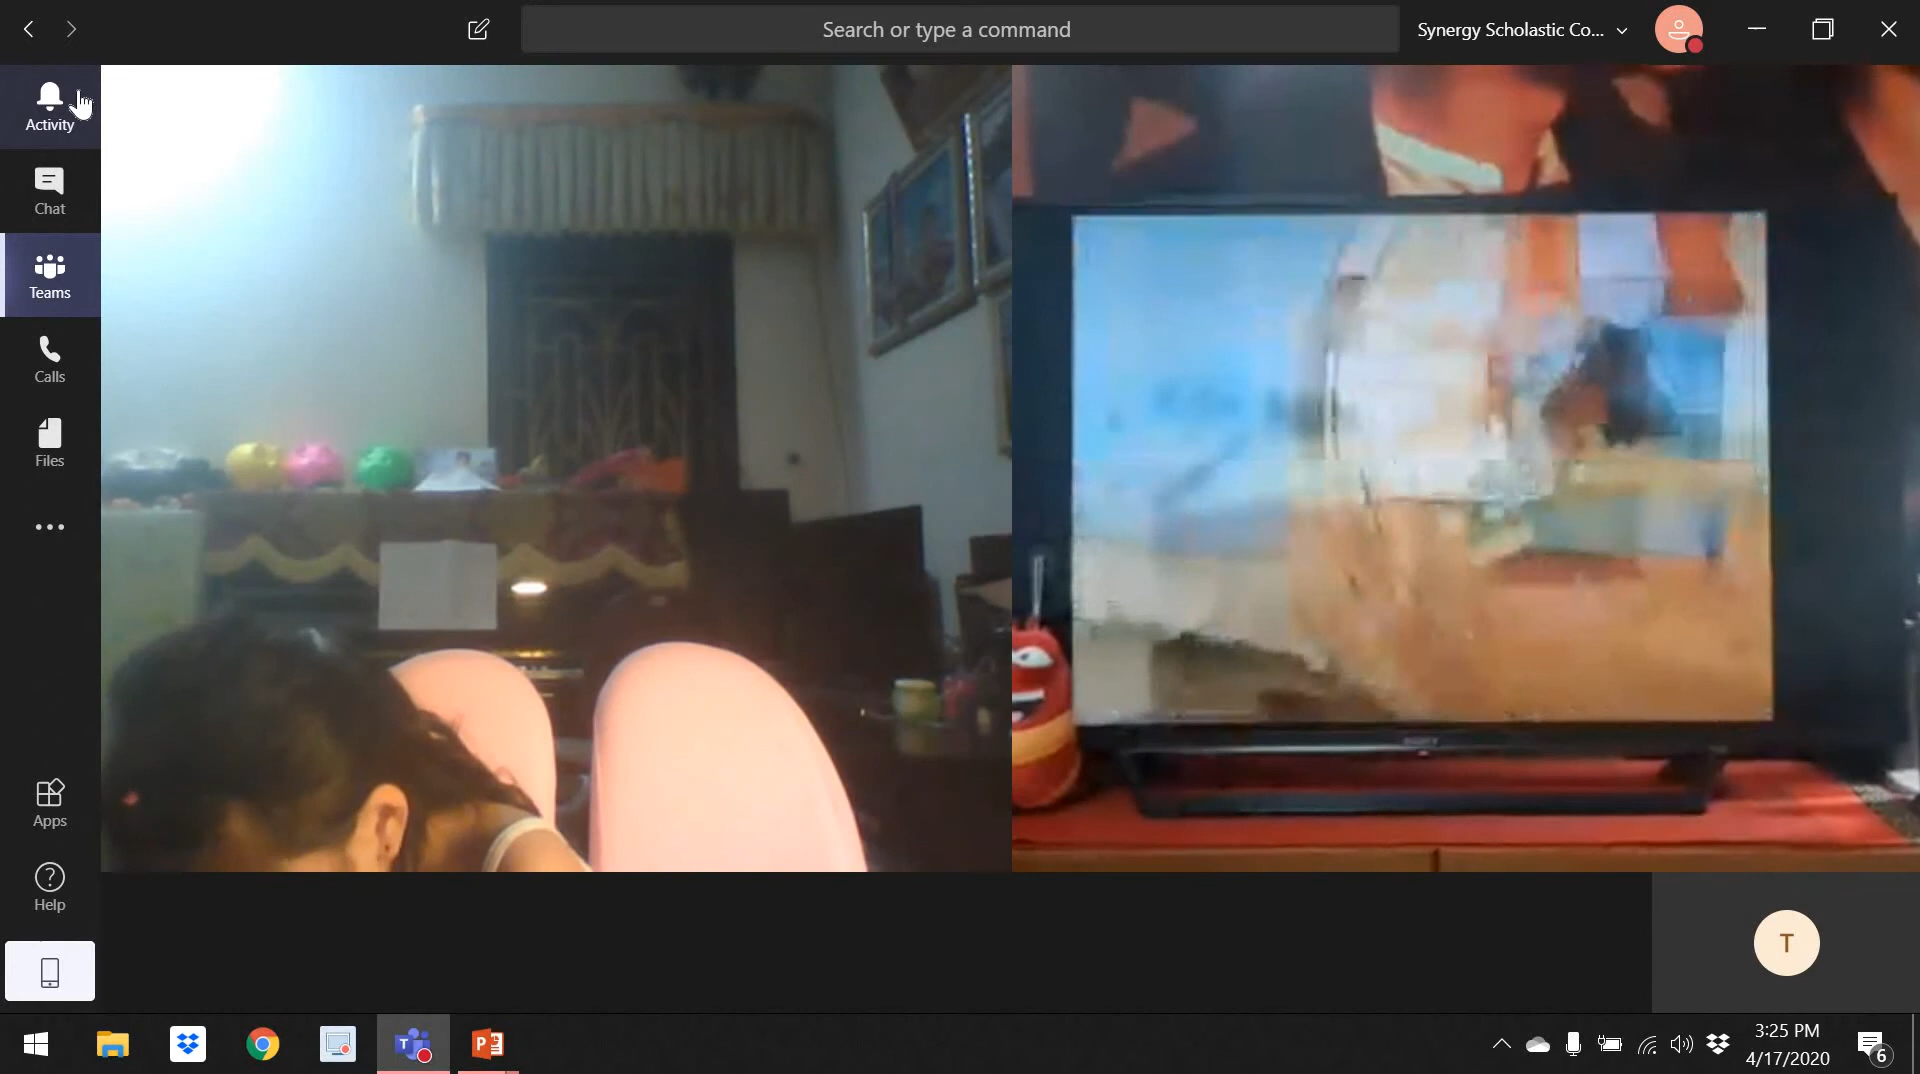 Search or type a command
Synergy Scholastic Co...
Activity
Chat
Teams
Calls
Files
Apps
Help
T
3:25 PM
4/17/2020
6